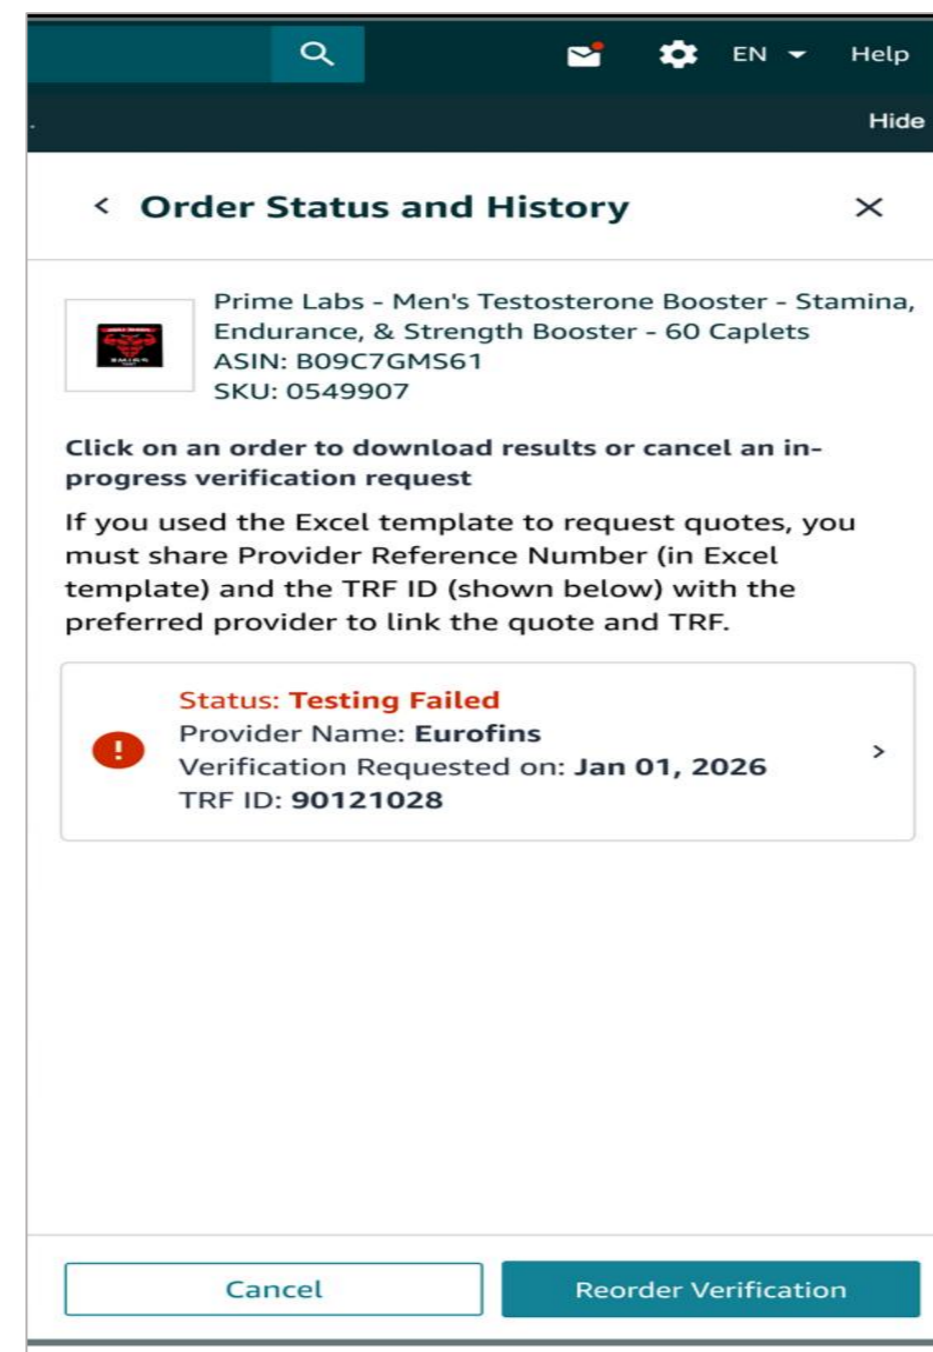 EN
Help
.
Hide
< Order Status and History
Prime Labs - Men's Testosterone Booster - Stamina,
Endurance, & Strength Booster - 60 Caplets
ASIN: B09C7GMS61
SKU: 0549907
Click on an order to download results or cancel an in-
progress verification request
If you used the Excel template to request quotes, you
must share Provider Reference Number (in Excel
template) and the TRF ID (shown below) with the
preferred provider to link the quote and TRF.
Status: Testing Failed
Provider Name: Eurofins
Verification Requested on: Jan 01, 2026
TRF ID: 90121028
Cancel
Reorder Verification